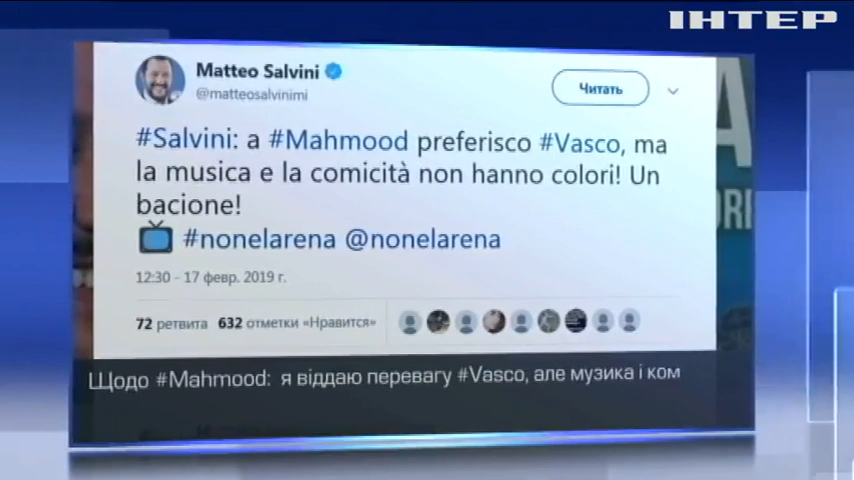 ІНТЕР
Matteo Salvini
@matteosalvinimi
Читать
#Salvini: a #Mahmood preferisco #Vasco, ma
la musica e la comicità non hanno colori! Un
bacione!
#nonelarena @nonelarena
12:30 - 17 февр. 2019 г.
72 ретвита 632 отметки «Нравится»
Щодо #Mahmood: я віддаю перевагу #Vasco, але музика і ком